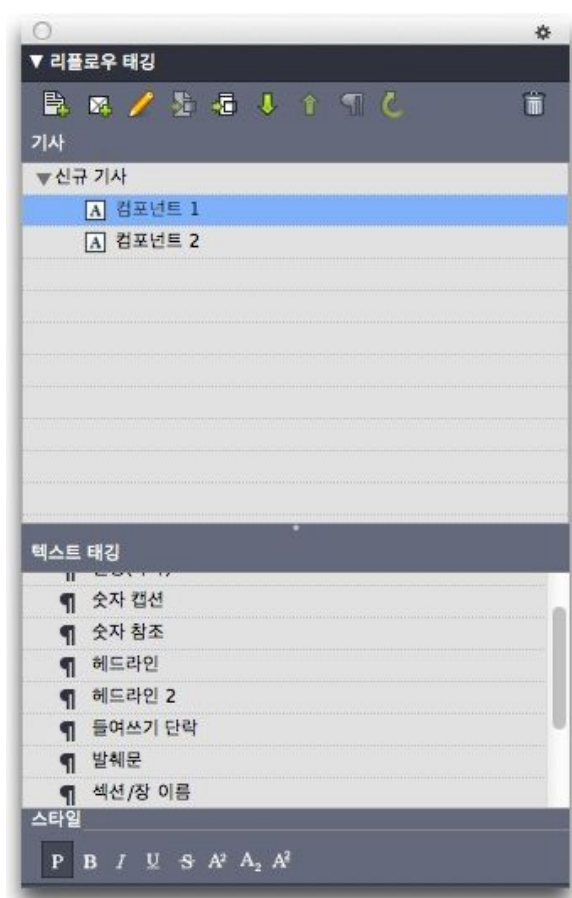 리플로우 태깅
기사
신규 기사
A 컴포넌트 1
A 컴포넌트 2
텍스트 태깅
¶ 숫자 캡션
¶ 숫자 참조
¶ 헤드라인
¶ 헤드라인 2
¶ 들여쓰기 단락
¶ 발췌문
¶ 섹션/장 이름
스타일
P B I U S A² A₂ A²